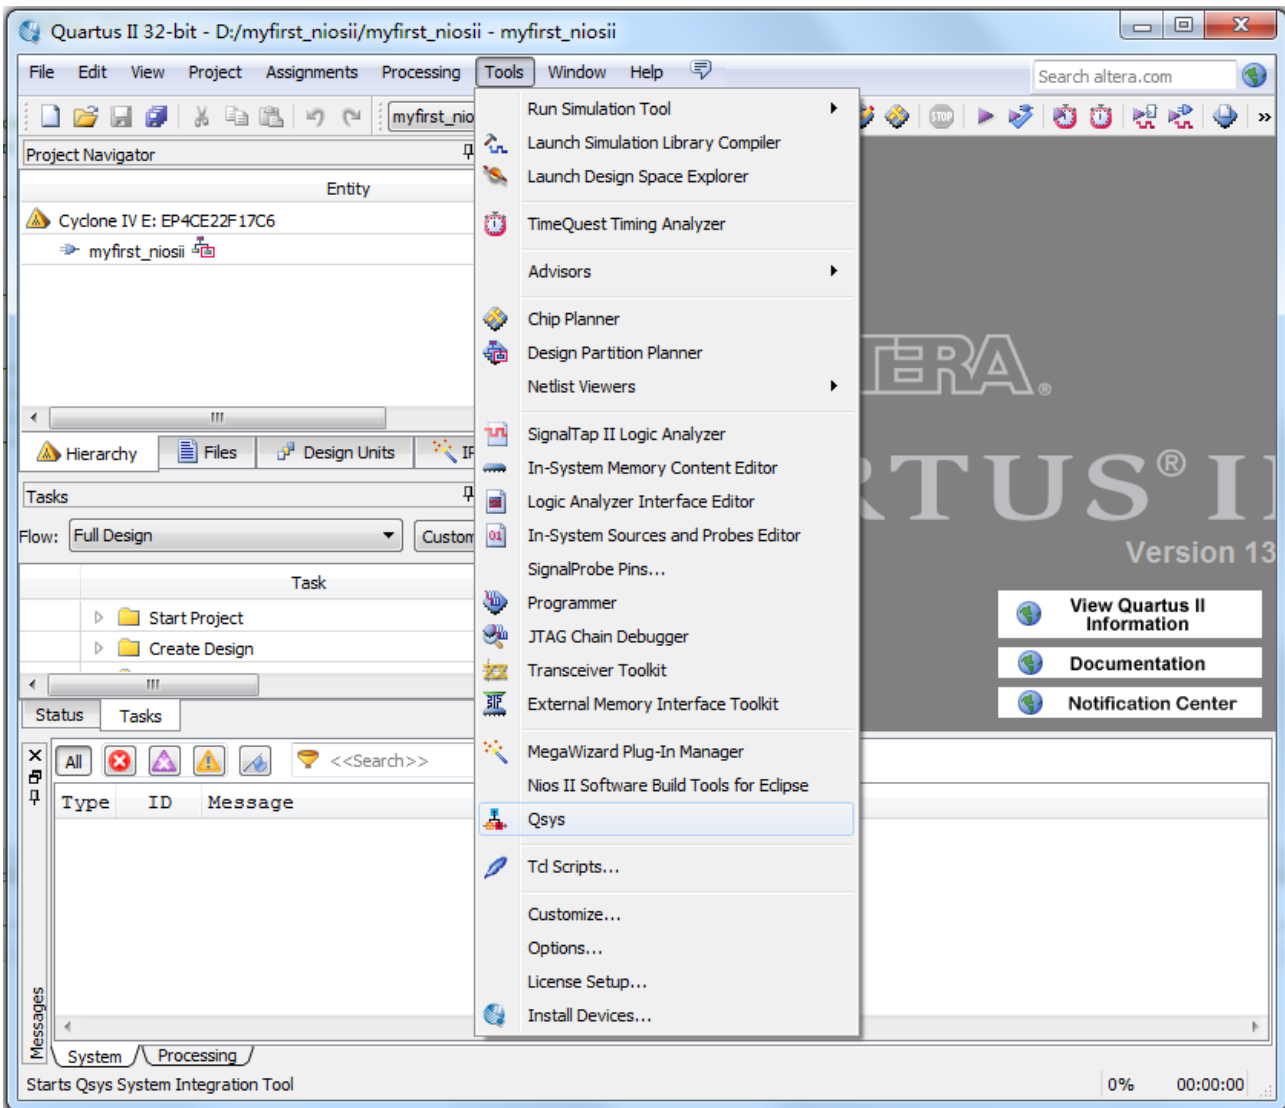 Quartus II 32-bit - D:/myfirst_niosii/myfirst_niosii - myfirst_niosii
File Edit View Project Assignments Processing Tools Window Help
Search altera.com
myfirst_nio
STOP
»
Project Navigator
Entity
Cyclone IV E: EP4CE22F17C6
myfirst_niosii
Hierarchy Files Design Units IP
Tasks
Flow: Full Design Custom
Task
Start Project
Create Design
Status Tasks
Run Simulation Tool
Launch Simulation Library Compiler
Launch Design Space Explorer
TimeQuest Timing Analyzer
Advisors
Chip Planner
Design Partition Planner
Netlist Viewers
SignalTap II Logic Analyzer
In-System Memory Content Editor
Logic Analyzer Interface Editor
In-System Sources and Probes Editor
SignalProbe Pins...
Programmer
JTAG Chain Debugger
Transceiver Toolkit
External Memory Interface Toolkit
MegaWizard Plug-In Manager
Nios II Software Build Tools for Eclipse
Qsys
Tcl Scripts...
Customize...
Options...
License Setup...
Install Devices...
TERA®
RTUS® II
Version 13
View Quartus II
Information
Documentation
Notification Center
All <<Search>>
Type ID Message
Messages
System Processing
Starts Qsys System Integration Tool 0% 00:00:00